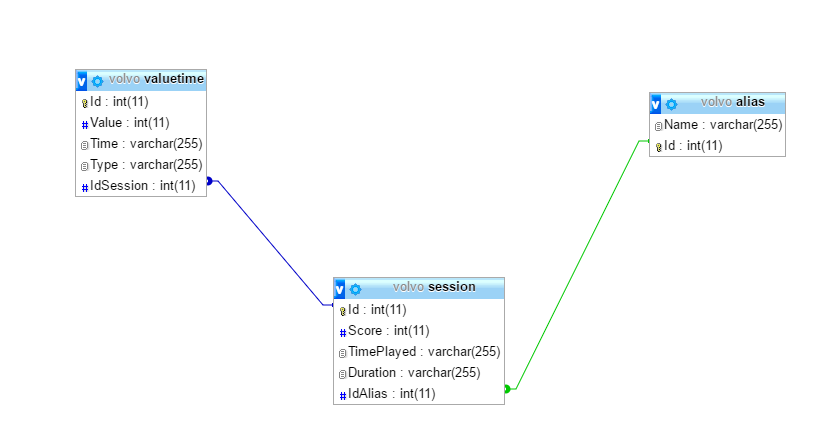 v volvo valuetime
Id : int(11)
# Value : int(11)
Time : varchar(255)
Type : varchar(255)
# IdSession : int(11)
v volvo alias
Name : varchar(255)
Id : int(11)
v volvo session
Id : int(11)
# Score : int(11)
TimePlayed : varchar(255)
Duration : varchar(255)
# IdAlias : int(11)